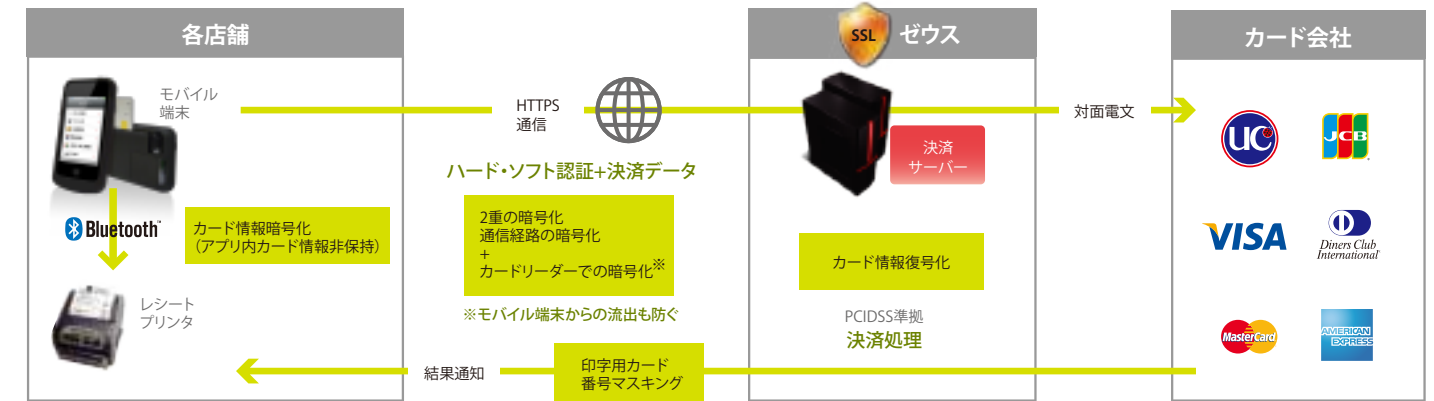 各店舗
モバイル
端末
Bluetooth™
カード情報暗号化
（アプリ内カード情報非保持）
レシート
プリンタ
HTTPS
通信
ハード・ソフト認証+決済データ
2重の暗号化
通信経路の暗号化
+
カードリーダーでの暗号化※
※モバイル端末からの流出も防ぐ
結果通知
印字用カード
番号マスキング
SSL
ゼウス
決済
サーバー
カード情報復号化
PCIDSS準拠
決済処理
対面電文
カード会社
UC
JCB
VISA
Diners Club
International
MasterCard
AMERICAN
EXPRESS